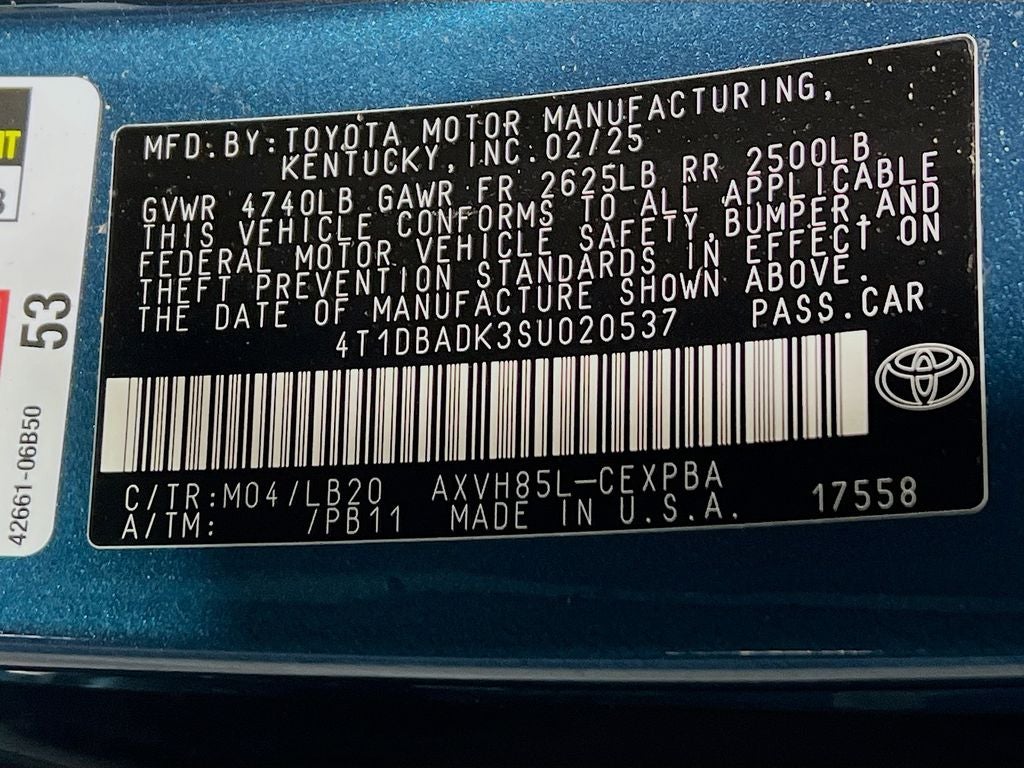 MFD.BY:TOYOTA MOTOR MANUFACTURING,
KENTUCKY,INC.02/25
GVWR 4740LB GAWR FR 2625LB RR 2500LB
THIS VEHICLE CONFORMS TO ALL APPLICABLE
FEDERAL MOTOR VEHICLE SAFETY,BUMPER,AND
THEFT PREVENTION STANDARDS IN EFFECT ON
THE DATE OF MANUFACTURE SHOWN ABOVE.
4T1DBADK3SU020537 PASS.CAR
C/TR:M04/LB20 AXVH85L-CEXPBA
A/TM: /PB11 MADE IN U.S.A. 17558
53
42661-06B50